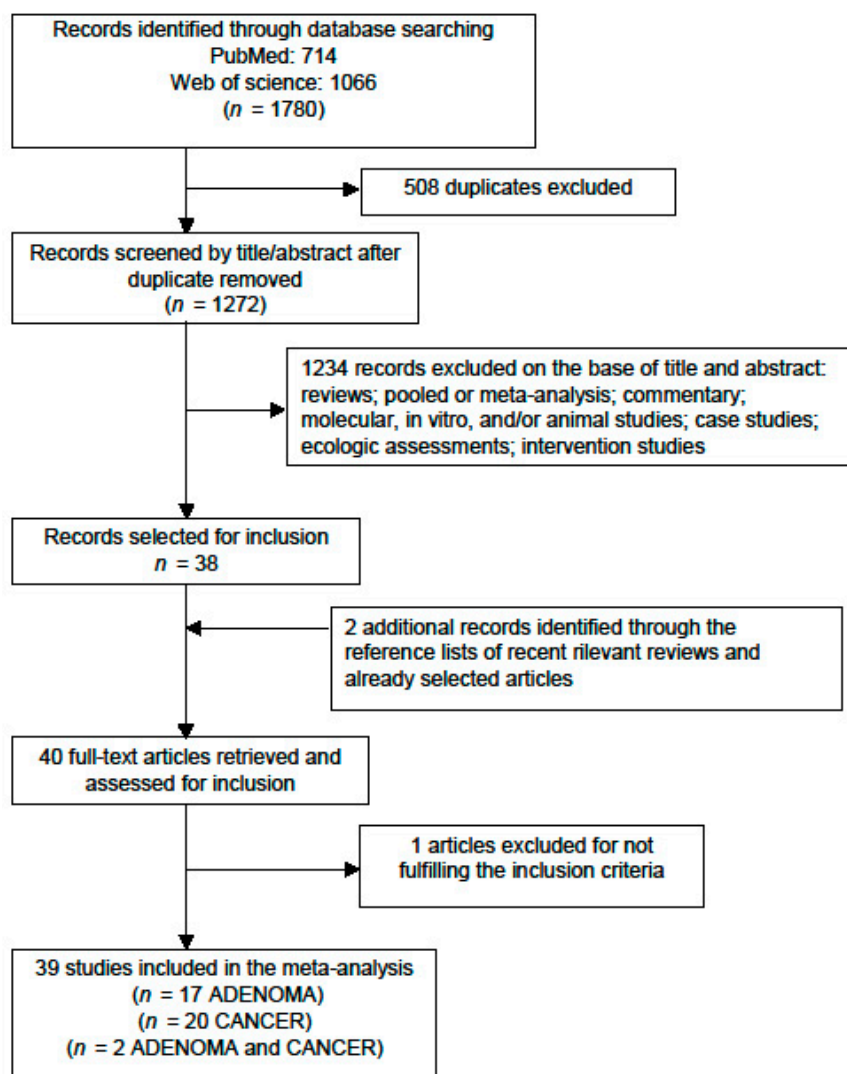 Records identified through database searching
PubMed: 714
Web of science: 1066
(n = 1780)
508 duplicates excluded
Records screened by title/abstract after
duplicate removed
(n = 1272)
1234 records excluded on the base of title and abstract:
reviews; pooled or meta-analysis; commentary;
molecular, in vitro, and/or animal studies; case studies;
ecologic assessments; intervention studies
Records selected for inclusion
n = 38
2 additional records identified through the
reference lists of recent rilevant reviews and
already selected articles
40 full-text articles retrieved and
assessed for inclusion
1 articles excluded for not
fulfilling the inclusion criteria
39 studies included in the meta-analysis
(n = 17 ADENOMA)
(n = 20 CANCER)
(n = 2 ADENOMA and CANCER)